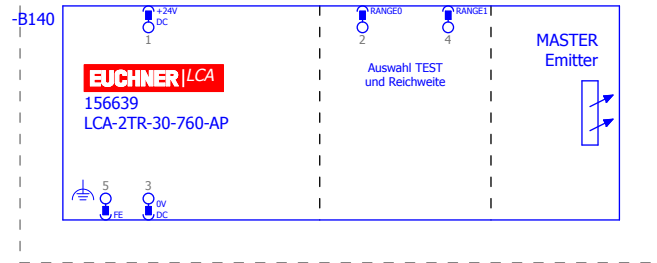 -B140
+24V
DC
1
RANGE0
2
RANGE1
4
MASTER
Emitter
Auswahl TEST
und Reichweite
EUCHNER|LCA
156639
LCA-2TR-30-760-AP
5
FE
3
0V
DC